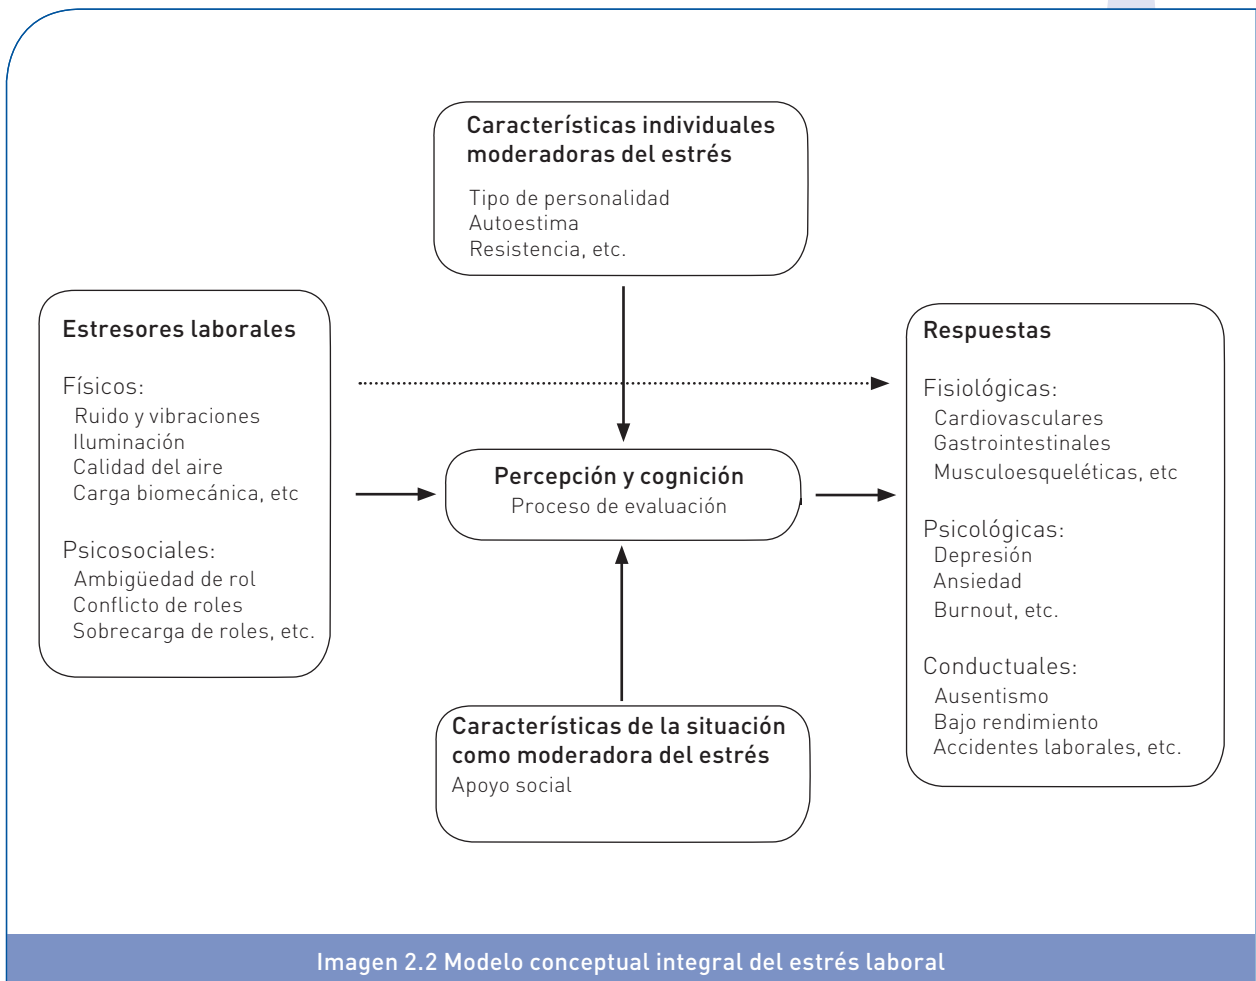 Características individuales
moderadoras del estrés
Tipo de personalidad
Autoestima
Resistencia, etc.
Estresores laborales
Físicos:
Ruido y vibraciones
Iluminación
Calidad del aire
Carga biomecánica, etc
Psicosociales:
Ambigüedad de rol
Conflicto de roles
Sobrecarga de roles, etc.
Percepción y cognición
Proceso de evaluación
Características de la situación
como moderadora del estrés
Apoyo social
Respuestas
Fisiológicas:
Cardiovasculares
Gastrointestinales
Musculoesqueléticas, etc
Psicológicas:
Depresión
Ansiedad
Burnout, etc.
Conductuales:
Ausentismo
Bajo rendimiento
Accidentes laborales, etc.
Imagen 2.2 Modelo conceptual integral del estrés laboral